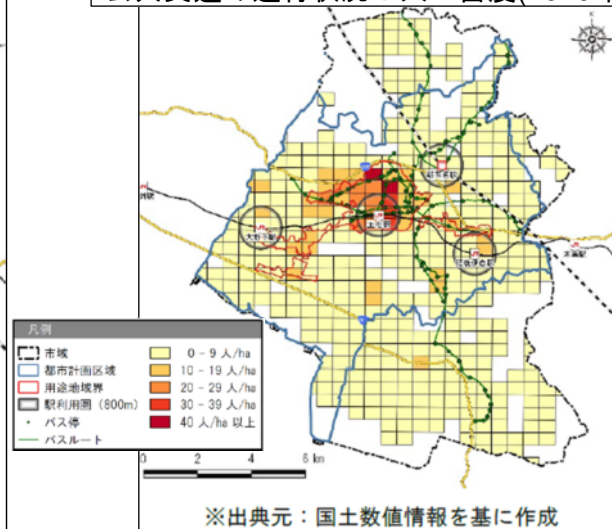 凡例
市域
都市計画区域
用途地域界
駅利用圏 (800m)
・ バス停
バスルート
0 - 9 人/ha
10 - 19 人/ha
20 - 29 人/ha
30 - 39 人/ha
40 人/ha 以上
0 2 4 6 km
※出典元：国土数値情報を基に作成